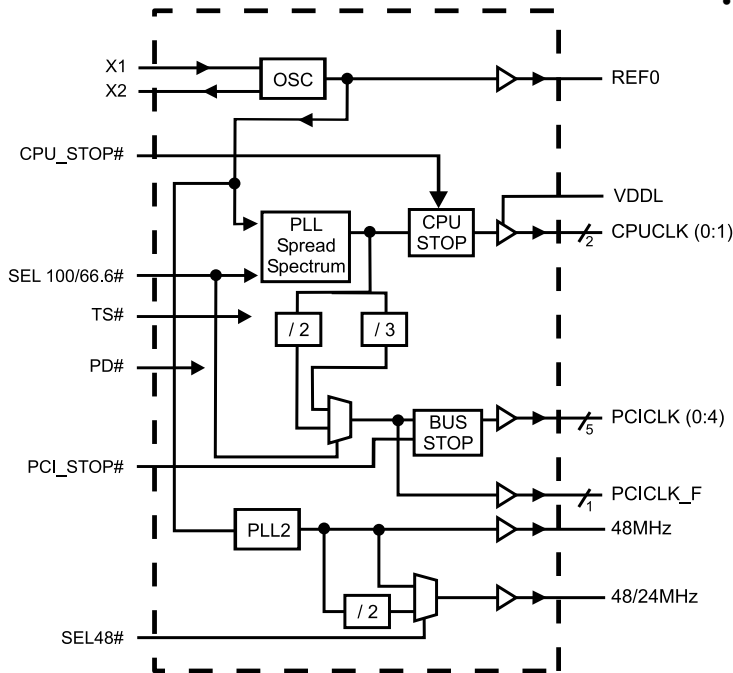 X1
X2
OSC
REF0
CPU_STOP#
VDDL
PLL
Spread
Spectrum
CPU
STOP
2
CPUCLK (0:1)
SEL 100/66.6#
TS#
/ 2
/ 3
PD#
BUS
STOP
5
PCICLK (0:4)
PCI_STOP#
1
PCICLK_F
PLL2
48MHz
/ 2
48/24MHz
SEL48#